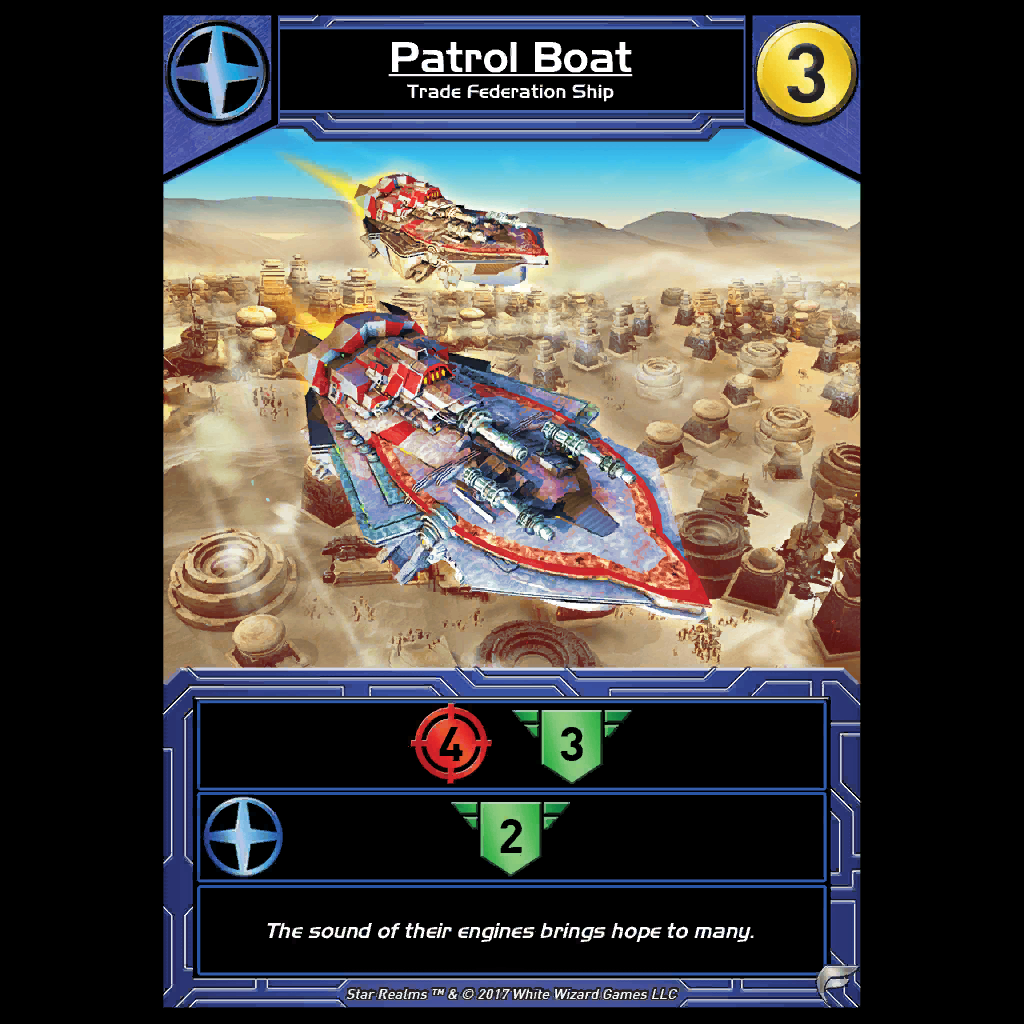 Patrol Boat
Trade Federation Ship
3
4 3
2
The sound of their engines brings hope to many.
Star Realms ™ & © 2017 White Wizard Games LLC